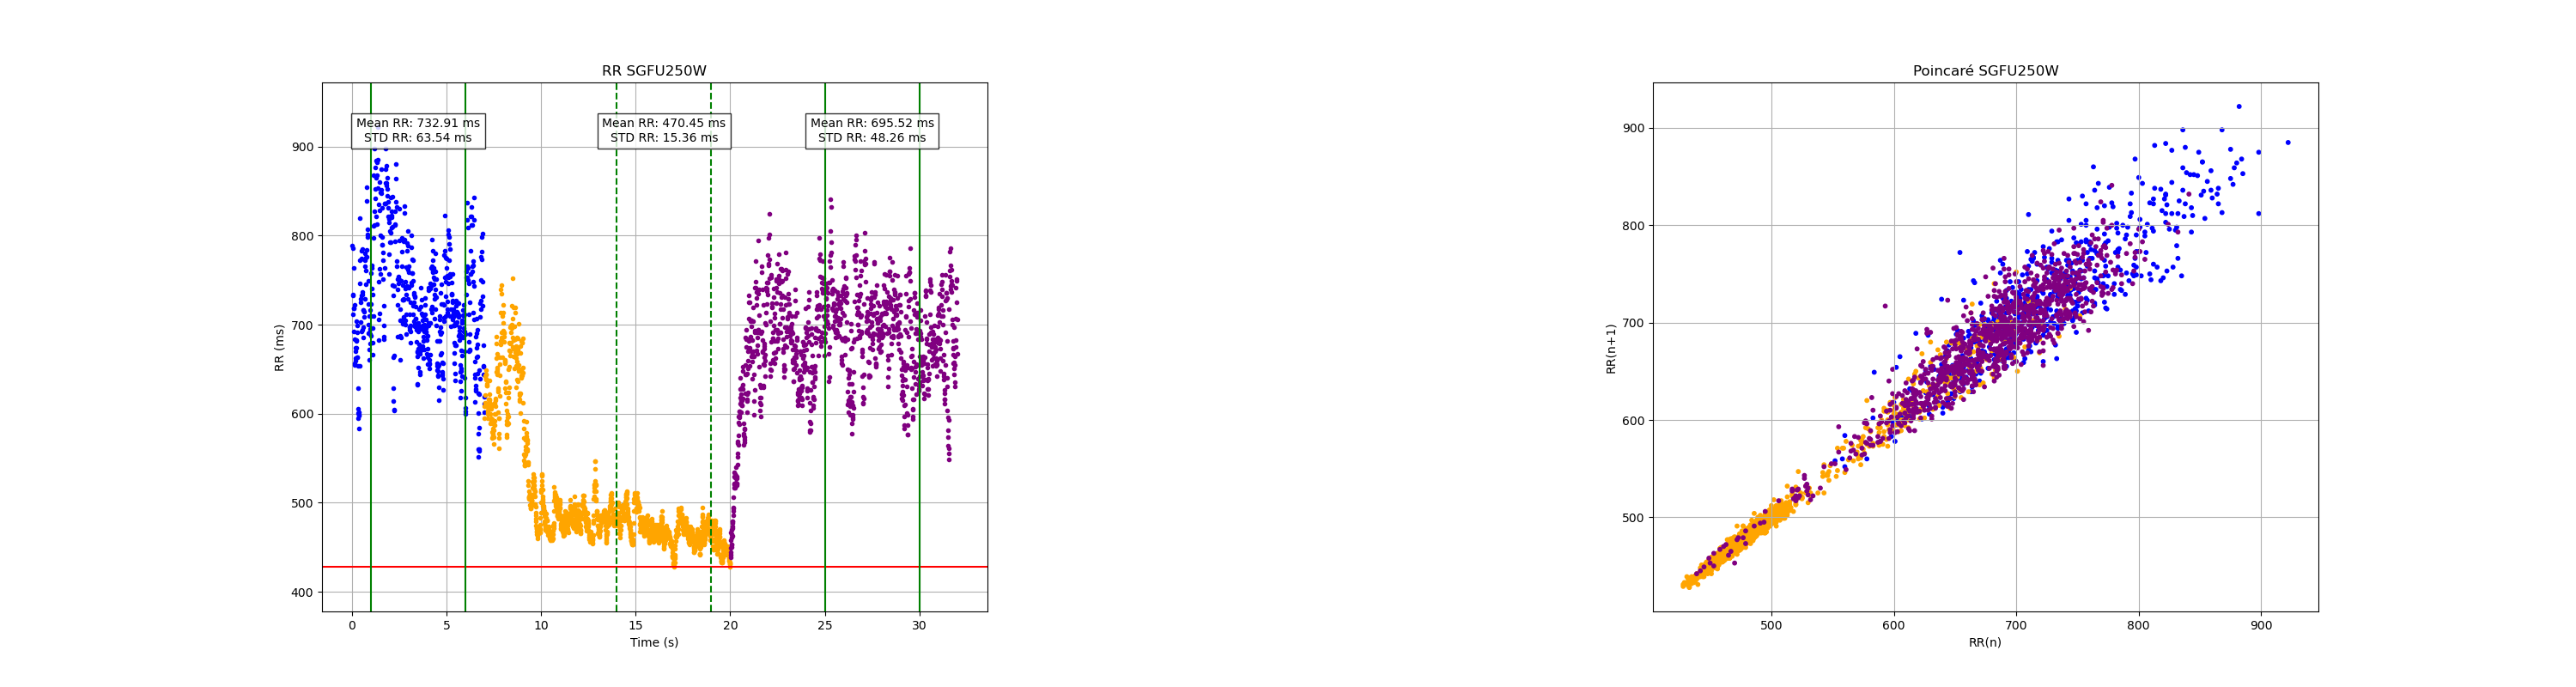 RR SGFU250W
Mean RR: 732.91 ms
STD RR: 63.54 ms
Mean RR: 470.45 ms
STD RR: 15.36 ms
Mean RR: 695.52 ms
STD RR: 48.26 ms
RR (ms)
900
800
700
600
500
400
0 5 10 15 20 25 30
Time (s)
Poincaré SGFU250W
RR(n+1)
900
800
700
600
500
500 600 700 800 900
RR(n)